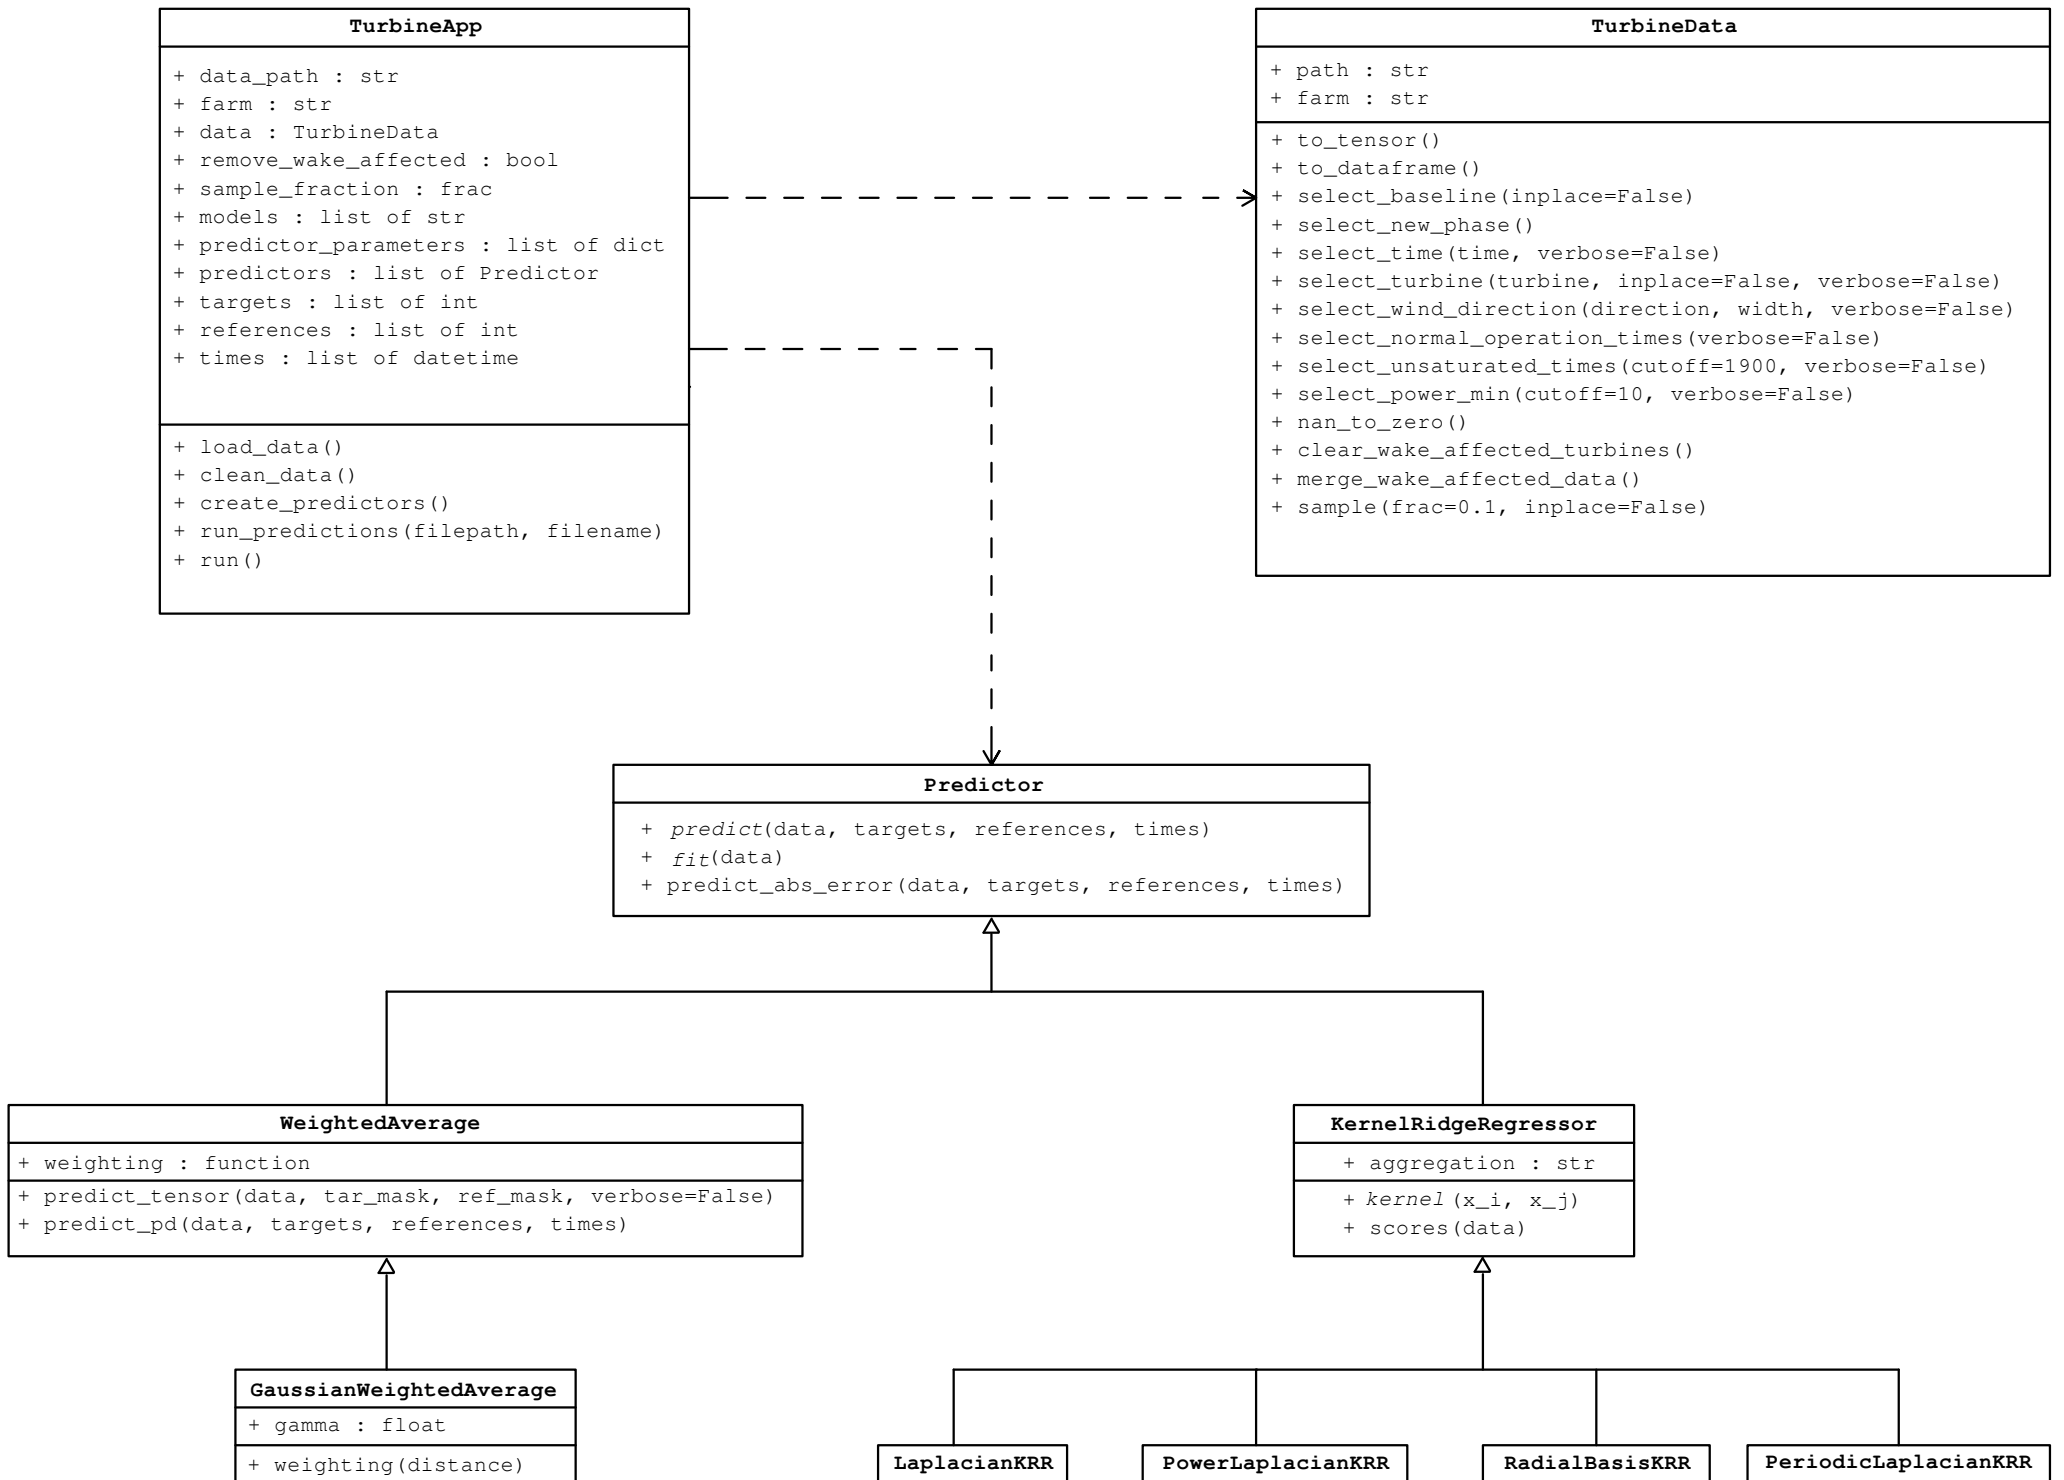 TurbineApp
+ data_path : str
+ farm : str
+ data : TurbineData
+ remove_wake_affected : bool
+ sample_fraction : frac
+ models : list of str
+ predictor_parameters : list of dict
+ predictors : list of Predictor
+ targets : list of int
+ references : list of int
+ times : list of datetime
+ load_data()
+ clean_data()
+ create_predictors()
+ run_predictions(filepath, filename)
+ run()
TurbineData
+ path : str
+ farm : str
+ to_tensor()
+ to_dataframe()
+ select_baseline(inplace=False)
+ select_new_phase()
+ select_time(time, verbose=False)
+ select_turbine(turbine, inplace=False, verbose=False)
+ select_wind_direction(direction, width, verbose=False)
+ select_normal_operation_times(verbose=False)
+ select_unsaturated_times(cutoff=1900, verbose=False)
+ select_power_min(cutoff=10, verbose=False)
+ nan_to_zero()
+ clear_wake_affected_turbines()
+ merge_wake_affected_data()
+ sample(frac=0.1, inplace=False)
Predictor
+ predict(data, targets, references, times)
+ fit(data)
+ predict_abs_error(data, targets, references, times)
WeightedAverage
+ weighting : function
+ predict_tensor(data, tar_mask, ref_mask, verbose=False)
+ predict_pd(data, targets, references, times)
KernelRidgeRegressor
+ aggregation : str
+ kernel (x_i, x_j)
+ scores(data)
GaussianWeightedAverage
+ gamma : float
+ weighting(distance)
LaplacianKRR
PowerLaplacianKRR
RadialBasisKRR
PeriodicLaplacianKRR